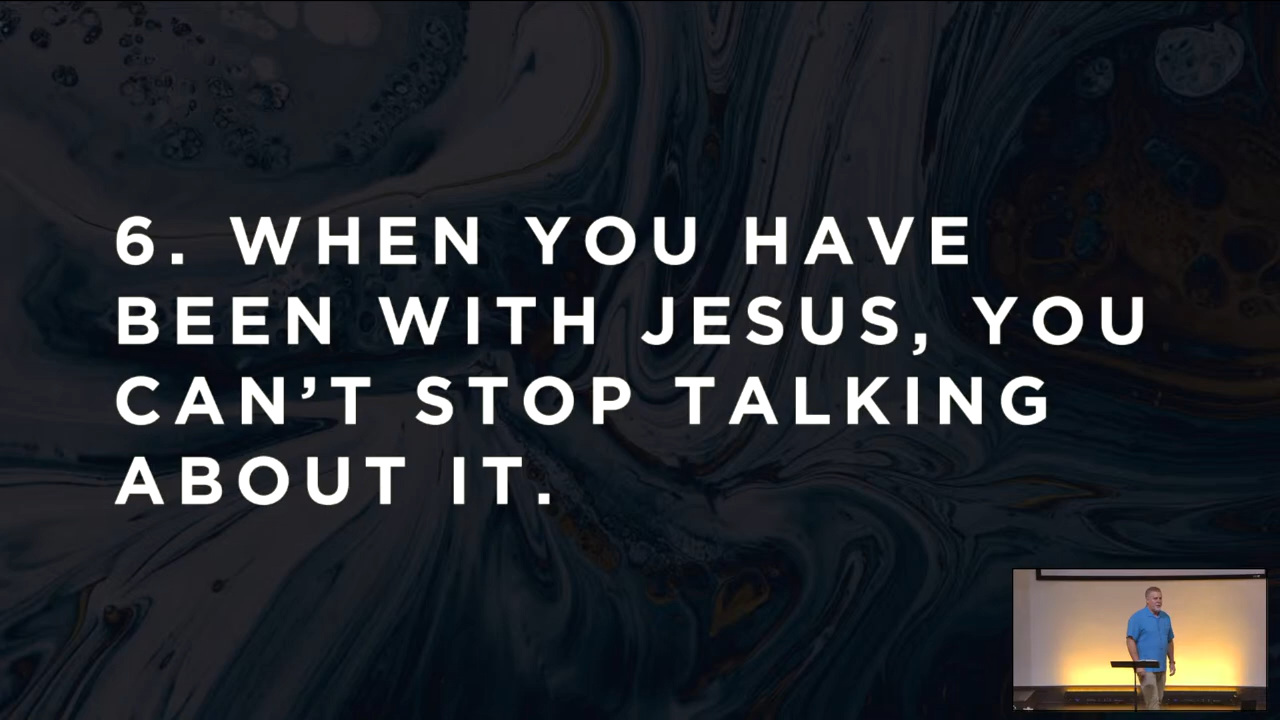 6. WHEN YOU HAVE
BEEN WITH JESUS, YOU
CAN’T STOP TALKING
ABOUT IT.